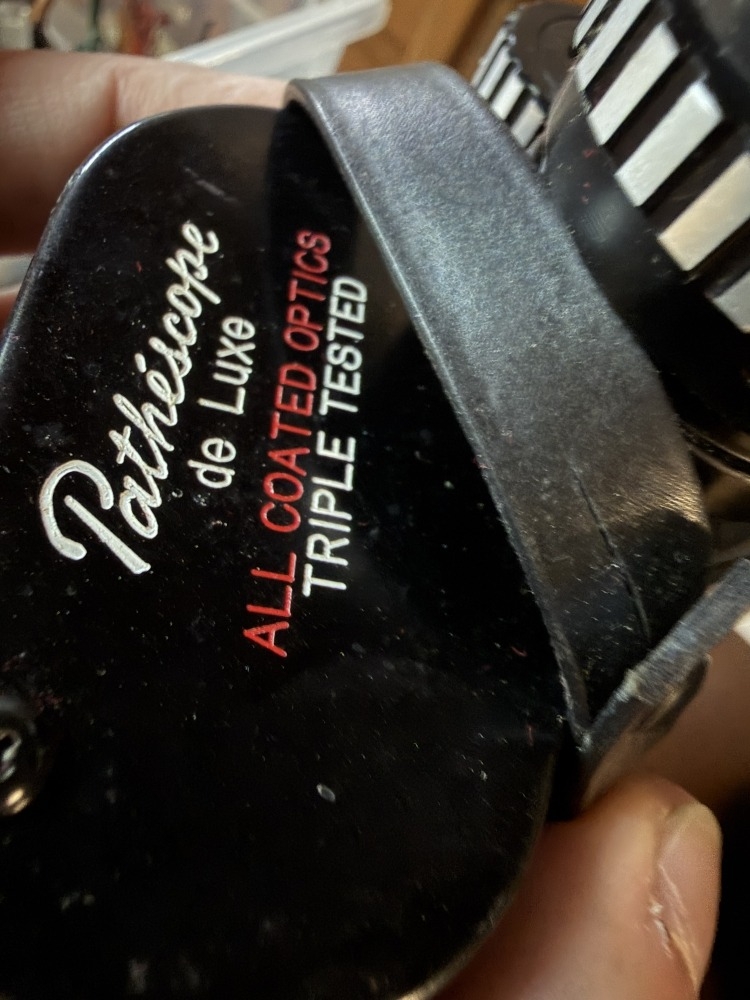 Pathéscope
de Luxe
ALL COATED OPTICS
TRIPLE TESTED